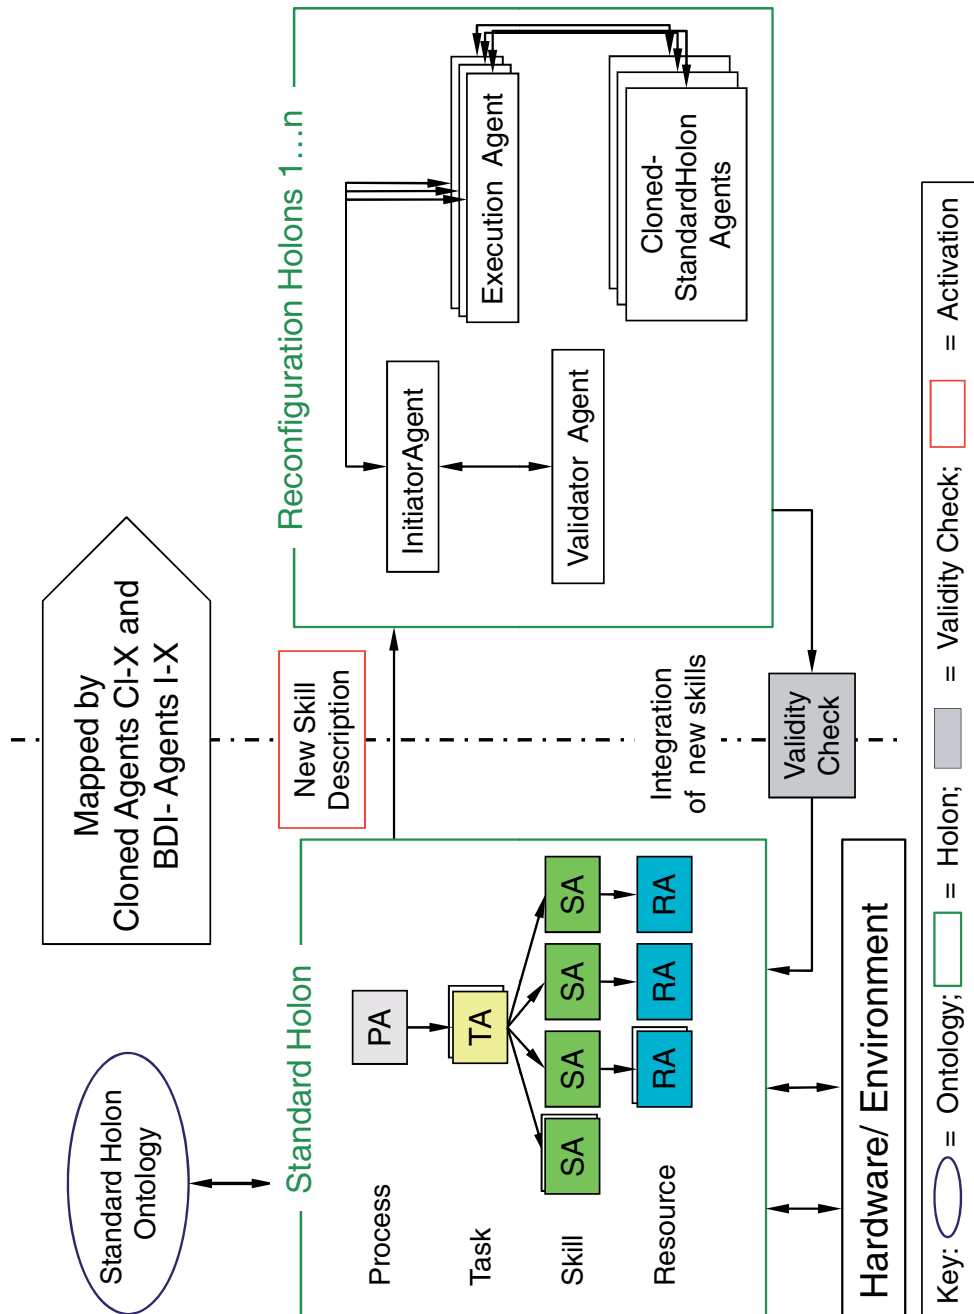 Mapped by
Cloned Agents CI-X and
BDI- Agents I-X
Standard Holon
Ontology
Standard Holon
Process
PA
Task
TA
Skill
SA
SA
SA
SA
Resource
RA
RA
RA
New Skill
Description
Integration
of new skills
Validity
Check
Reconfiguration Holons 1...n
InitiatorAgent
Validator Agent
Execution Agent
Cloned-
StandardHolon
Agents
Hardware/ Environment
Key: = Ontology; = Holon; = Validity Check; = Activation